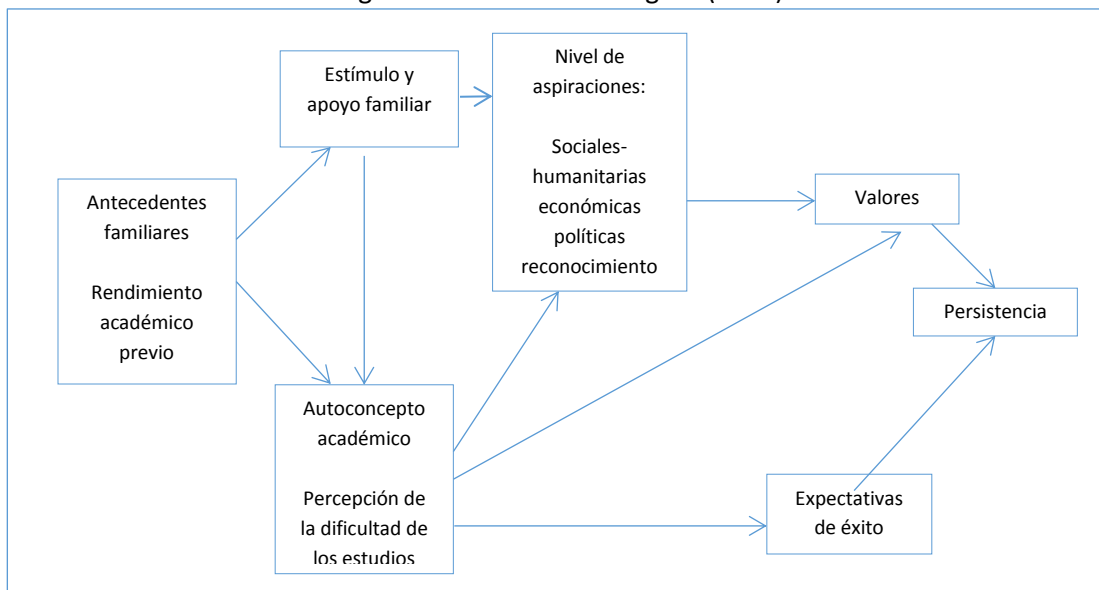 Estímulo y
apoyo familiar
Nivel de
aspiraciones:
Sociales-
humanitarias
económicas
políticas
reconocimiento
Antecedentes
familiares
Rendimiento
académico
previo
Valores
Persistencia
Autoconcepto
académico
Percepción de
la dificultad de
los estudios
Expectativas
de éxito